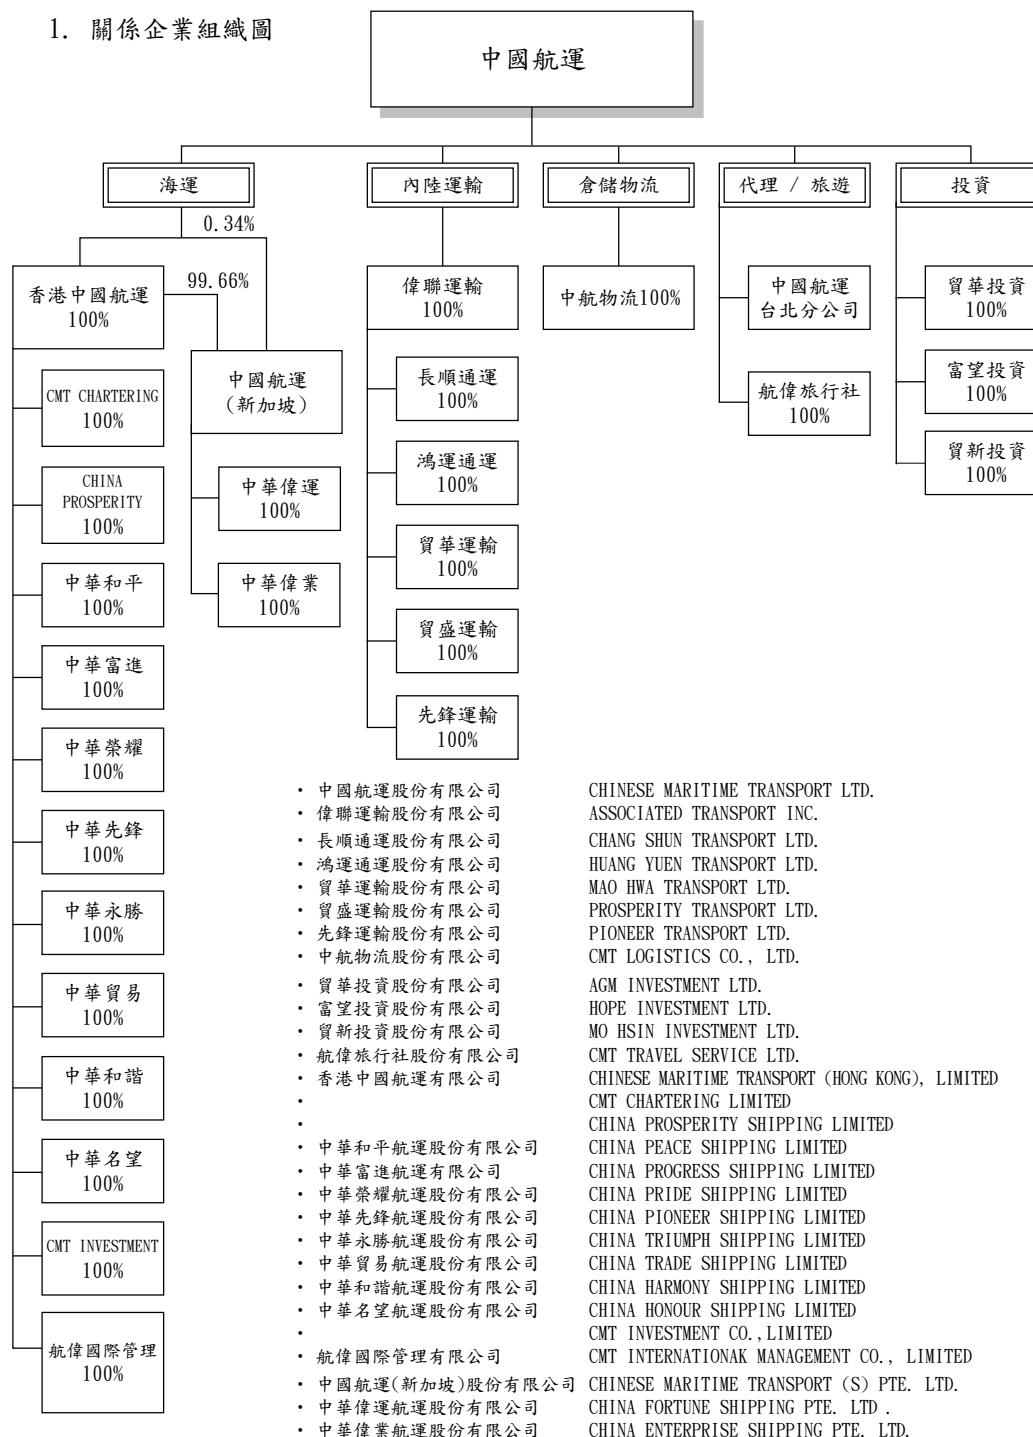 1. 關係企業組織圖
中國航運
海運
內陸運輸
倉儲物流
代理 / 旅遊
投資
0.34%
99.66%
香港中國航運
100%
中國航運
(新加坡)
中華偉運
100%
中華偉業
100%
CMT CHARTERING
100%
CHINA
PROSPERITY
100%
中華和平
100%
中華富進
100%
中華榮耀
100%
中華先鋒
100%
中華永勝
100%
中華貿易
100%
中華和諧
100%
中華名望
100%
CMT INVESTMENT
100%
航偉國際管理
100%
偉聯運輸
100%
長順通運
100%
鴻運通運
100%
貿華運輸
100%
貿盛運輸
100%
先鋒運輸
100%
中航物流100%
中國航運
台北分公司
航偉旅行社
100%
貿華投資
100%
富望投資
100%
貿新投資
100%
・ 中國航運股份有限公司 CHINESE MARITIME TRANSPORT LTD.
・ 偉聯運輸股份有限公司 ASSOCIATED TRANSPORT INC.
・ 長順通運股份有限公司 CHANG SHUN TRANSPORT LTD.
・ 鴻運通運股份有限公司 HUANG YUEN TRANSPORT LTD.
・ 貿華運輸股份有限公司 MAO HWA TRANSPORT LTD.
・ 貿盛運輸股份有限公司 PROSPERITY TRANSPORT LTD.
・ 先鋒運輸股份有限公司 PIONEER TRANSPORT LTD.
・ 中航物流股份有限公司 CMT LOGISTICS CO., LTD.
・ 貿華投資股份有限公司 AGM INVESTMENT LTD.
・ 富望投資股份有限公司 HOPE INVESTMENT LTD.
・ 貿新投資股份有限公司 MO HSIN INVESTMENT LTD.
・ 航偉旅行社股份有限公司 CMT TRAVEL SERVICE LTD.
・ 香港中國航運有限公司 CHINESE MARITIME TRANSPORT (HONG KONG), LIMITED
・ CMT CHARTERING LIMITED
・ CHINA PROSPERITY SHIPPING LIMITED
・ 中華和平航運股份有限公司 CHINA PEACE SHIPPING LIMITED
・ 中華富進航運有限公司 CHINA PROGRESS SHIPPING LIMITED
・ 中華榮耀航運股份有限公司 CHINA PRIDE SHIPPING LIMITED
・ 中華先鋒航運股份有限公司 CHINA PIONEER SHIPPING LIMITED
・ 中華永勝航運股份有限公司 CHINA TRIUMPH SHIPPING LIMITED
・ 中華貿易航運股份有限公司 CHINA TRADE SHIPPING LIMITED
・ 中華和諧航運股份有限公司 CHINA HARMONY SHIPPING LIMITED
・ 中華名望航運股份有限公司 CHINA HONOUR SHIPPING LIMITED
・ CMT INVESTMENT CO.,LIMITED
・ 航偉國際管理有限公司 CMT INTERNATIONAK MANAGEMENT CO., LIMITED
・ 中國航運(新加坡)股份有限公司 CHINESE MARITIME TRANSPORT (S) PTE. LTD.
・ 中華偉運航運股份有限公司 CHINA FORTUNE SHIPPING PTE. LTD .
・ 中華偉業航運股份有限公司 CHINA ENTERPRISE SHIPPING PTE. LTD.